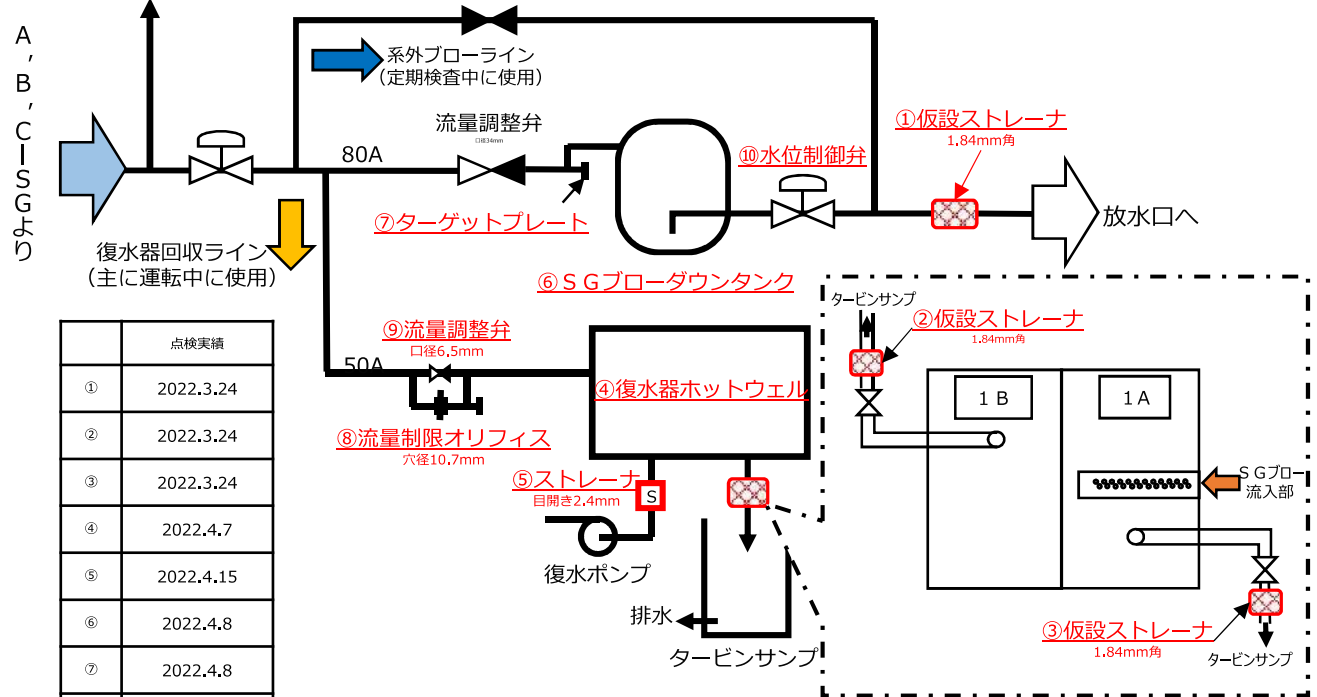 A,B,C-SGより
系外ブローライン
(定期検査中に使用)
流量調整弁
口径34mm
80A
①仮設ストレーナ
1.84mm角
⑩水位制御弁
⑦ターゲットプレート
放水口へ
復水器回収ライン
(主に運転中に使用)
⑥ＳＧブローダウンタンク
点検実績
① 2022.3.24
② 2022.3.24
③ 2022.3.24
④ 2022.4.7
⑤ 2022.4.15
⑥ 2022.4.8
⑦ 2022.4.8
⑨流量調整弁
口径6.5mm
50A
④復水器ホットウェル
⑧流量制限オリフィス
穴径10.7mm
⑤ストレーナ
目開き2.4mm
S
復水ポンプ
排水
タービンサンプ
タービンサンプ
②仮設ストレーナ
1.84mm角
1B
1A
ＳＧブロー
流入部
③仮設ストレーナ
1.84mm角
タービンサンプ